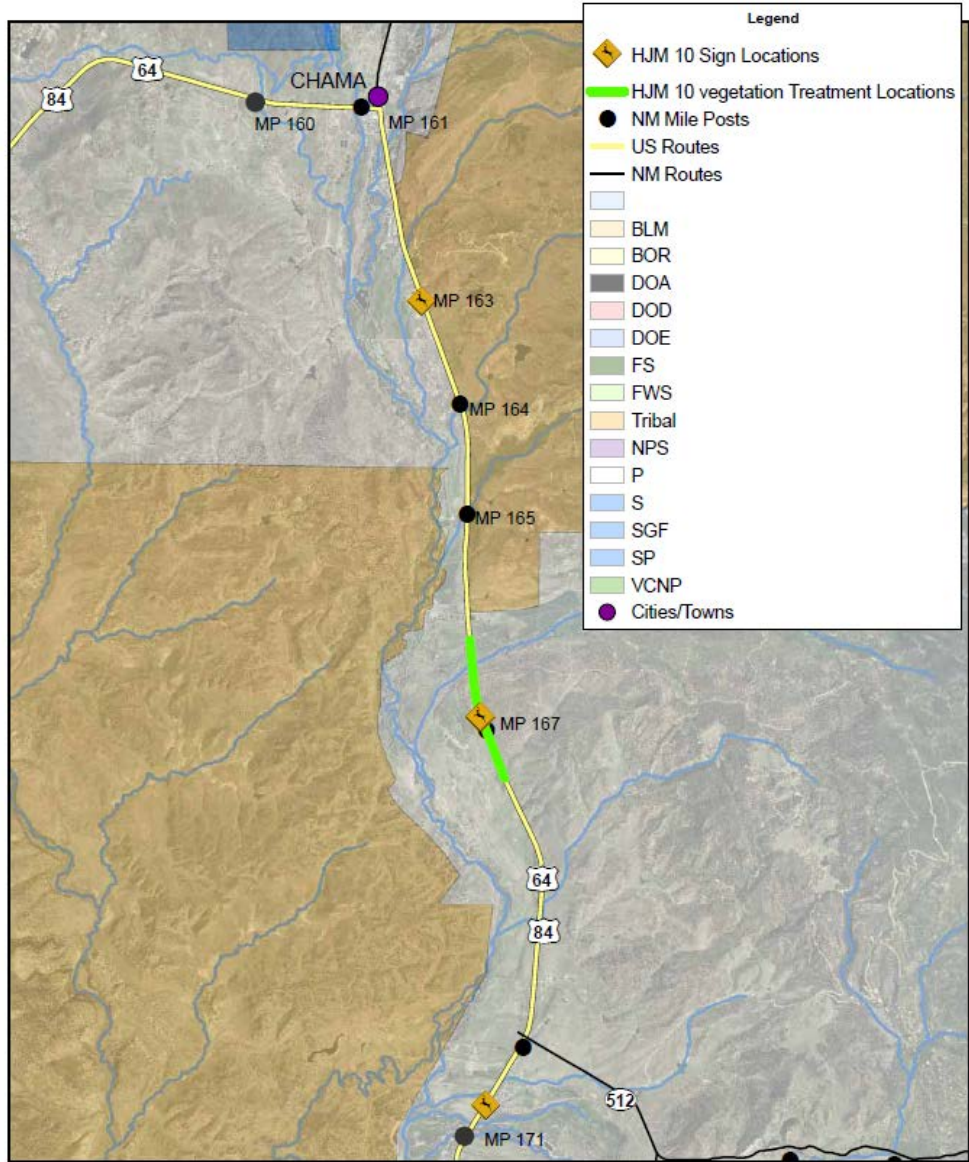 Legend
HJM 10 Sign Locations
HJM 10 vegetation Treatment Locations
NM Mile Posts
US Routes
NM Routes
BLM
BOR
DOA
DOD
DOE
FS
FWS
Tribal
NPS
P
S
SGF
SP
VCNP
Cities/Towns
64
84
CHAMA
MP 160
MP 161
MP 163
MP 164
MP 165
MP 167
64
84
512
MP 171